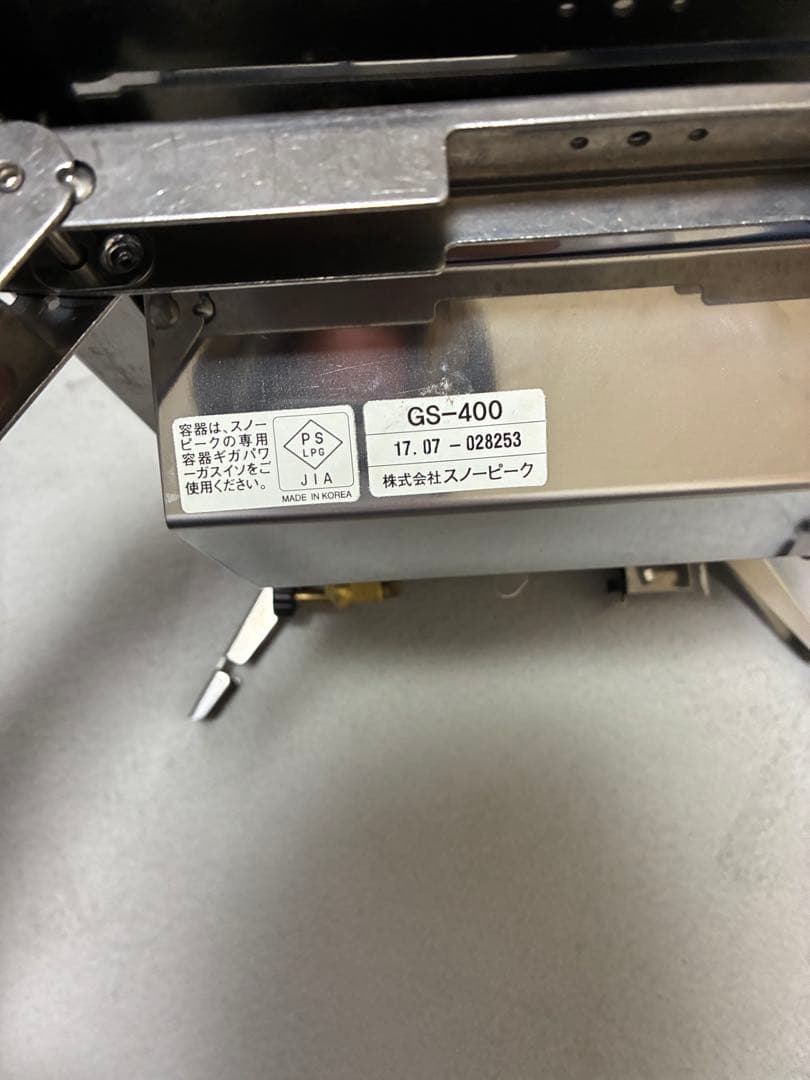 容器は、スノー
ピークの専用
容器ギガパワ
ーガスイソをご
使用ください。
PS
LPG
JIA
MADE IN KOREA
GS-400
17.07-028253
株式会社スノーピーク